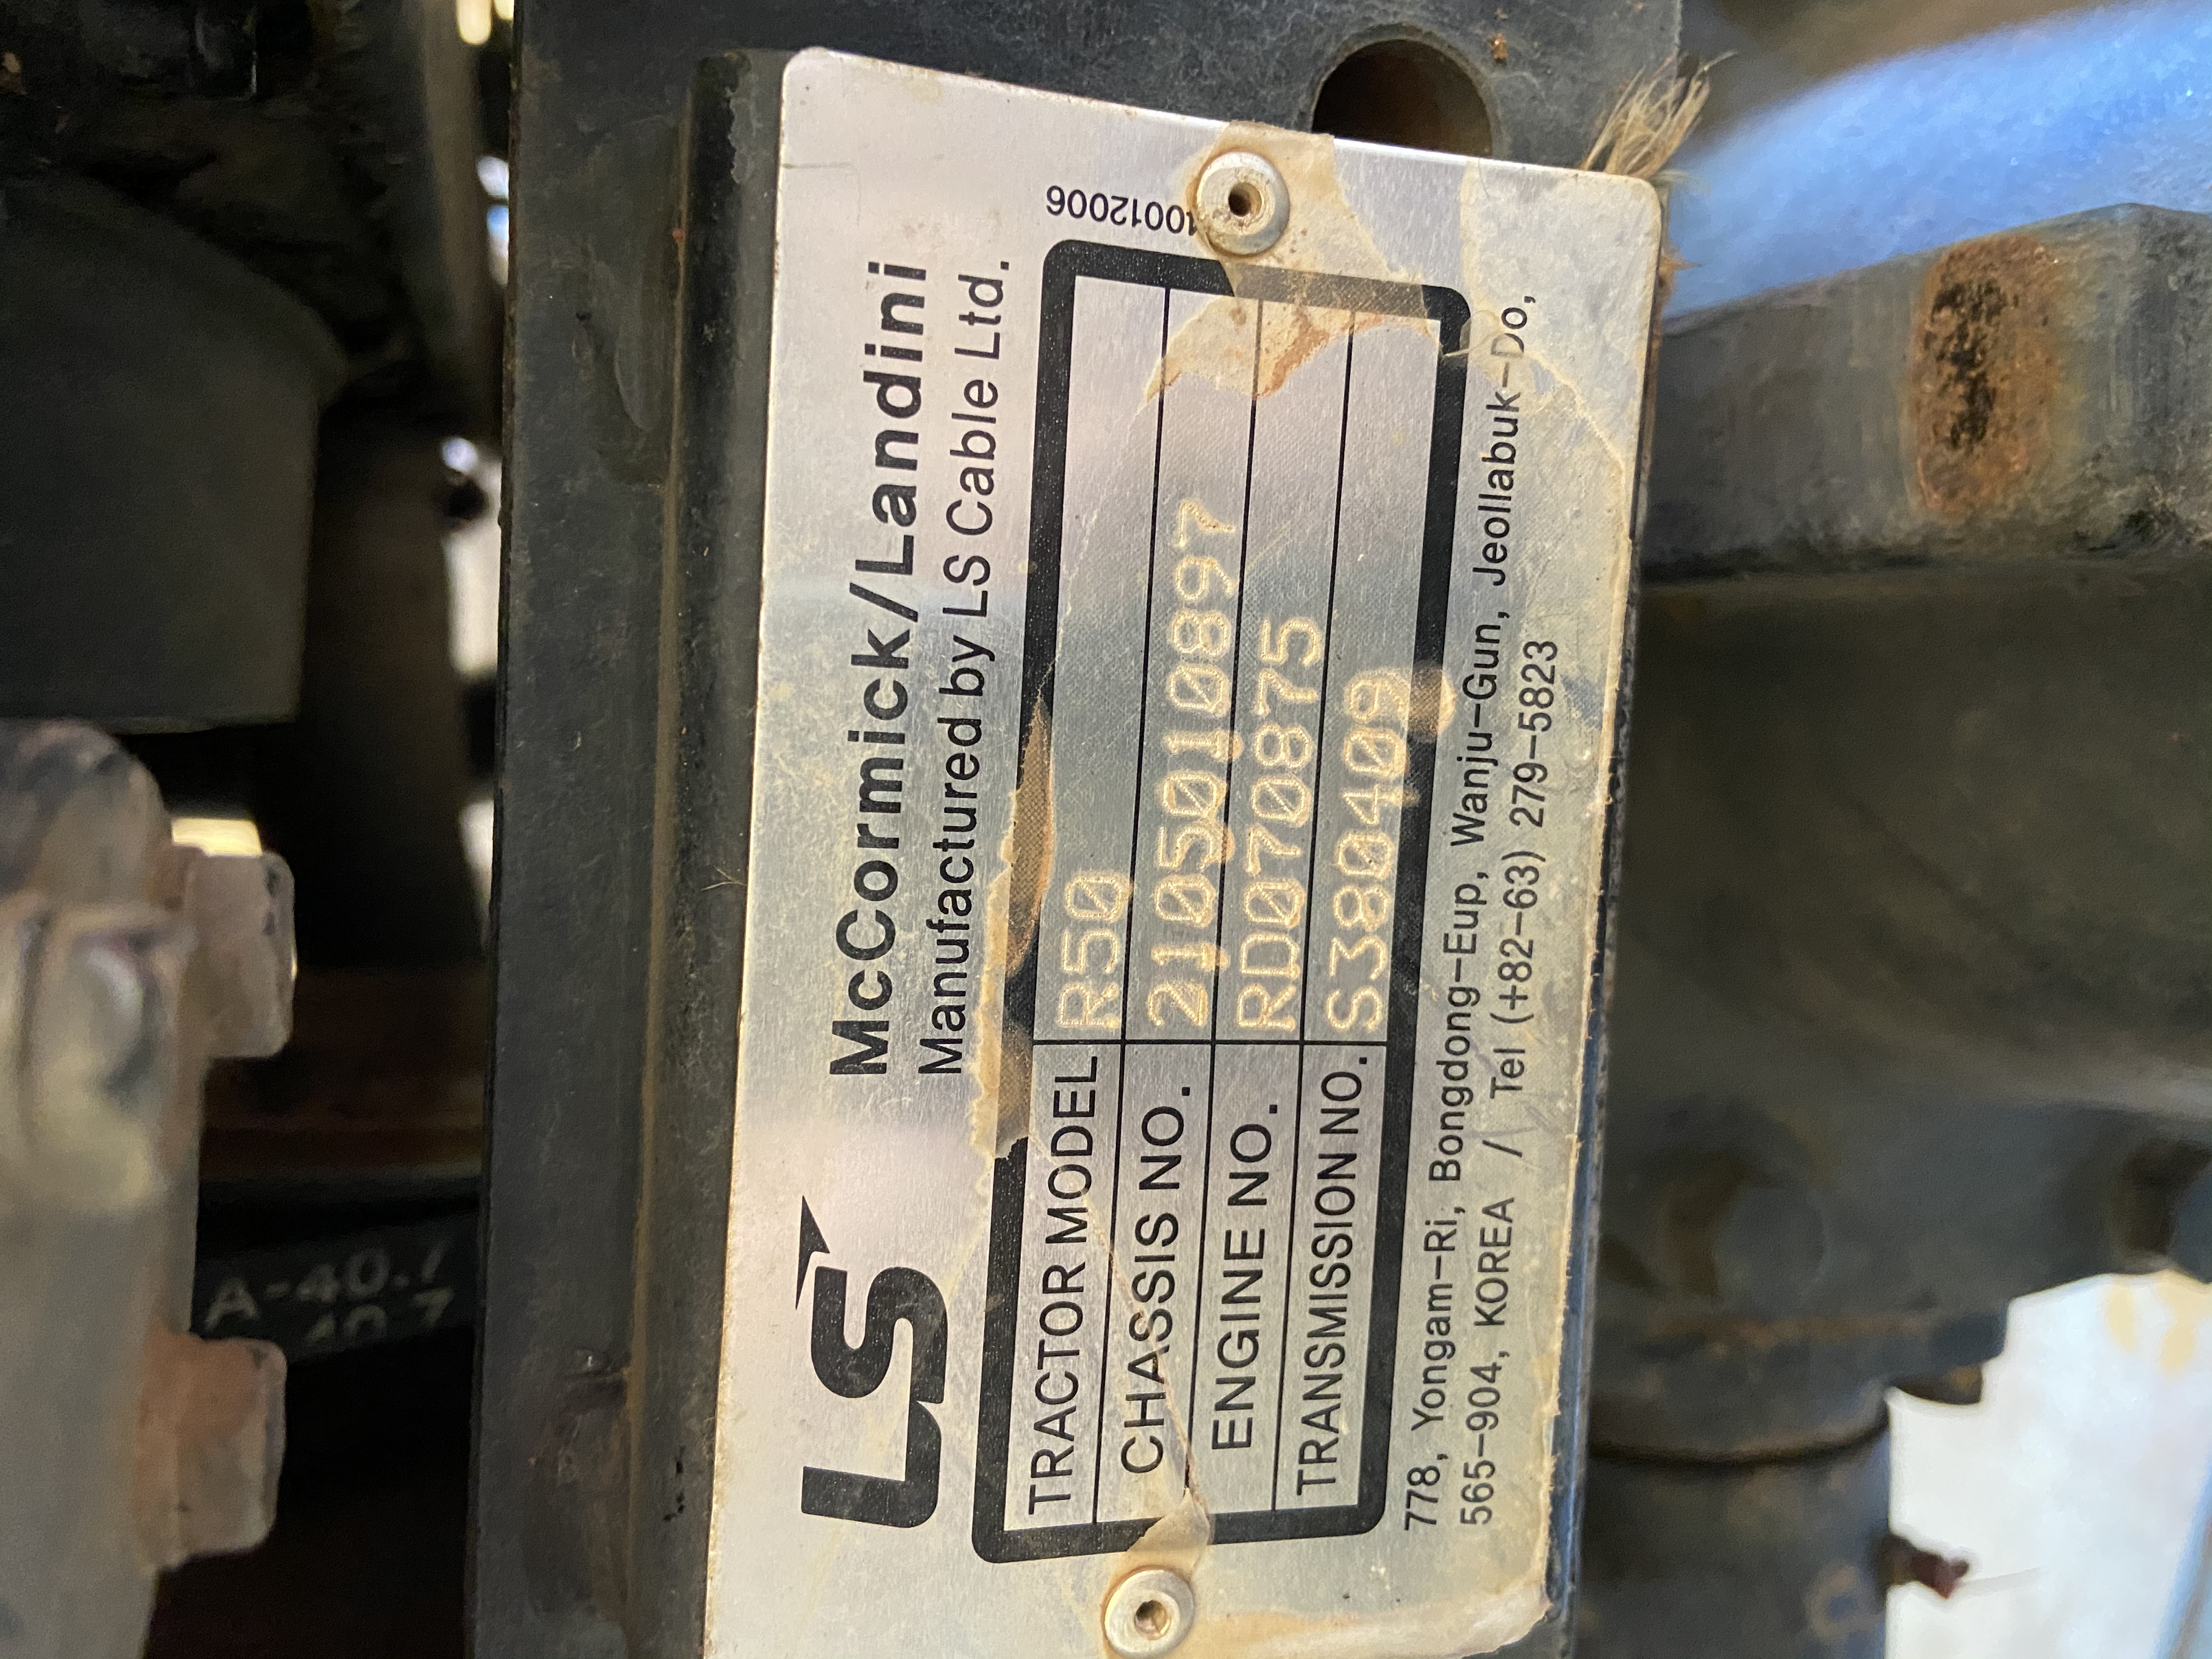 LS
McCormick/Landini
Manufactured by LS Cable Ltd.
40012006
TRACTOR MODEL R50
CHASSIS NO. 2105010897
ENGINE NO. RD070875
TRANSMISSION NO. S380409
778, Yongam-Ri, Bongdong-Eup, Wanju-Gun, Jeollabuk-Do,
565-904, KOREA / Tel (+82-63) 279-5823
A-40.7